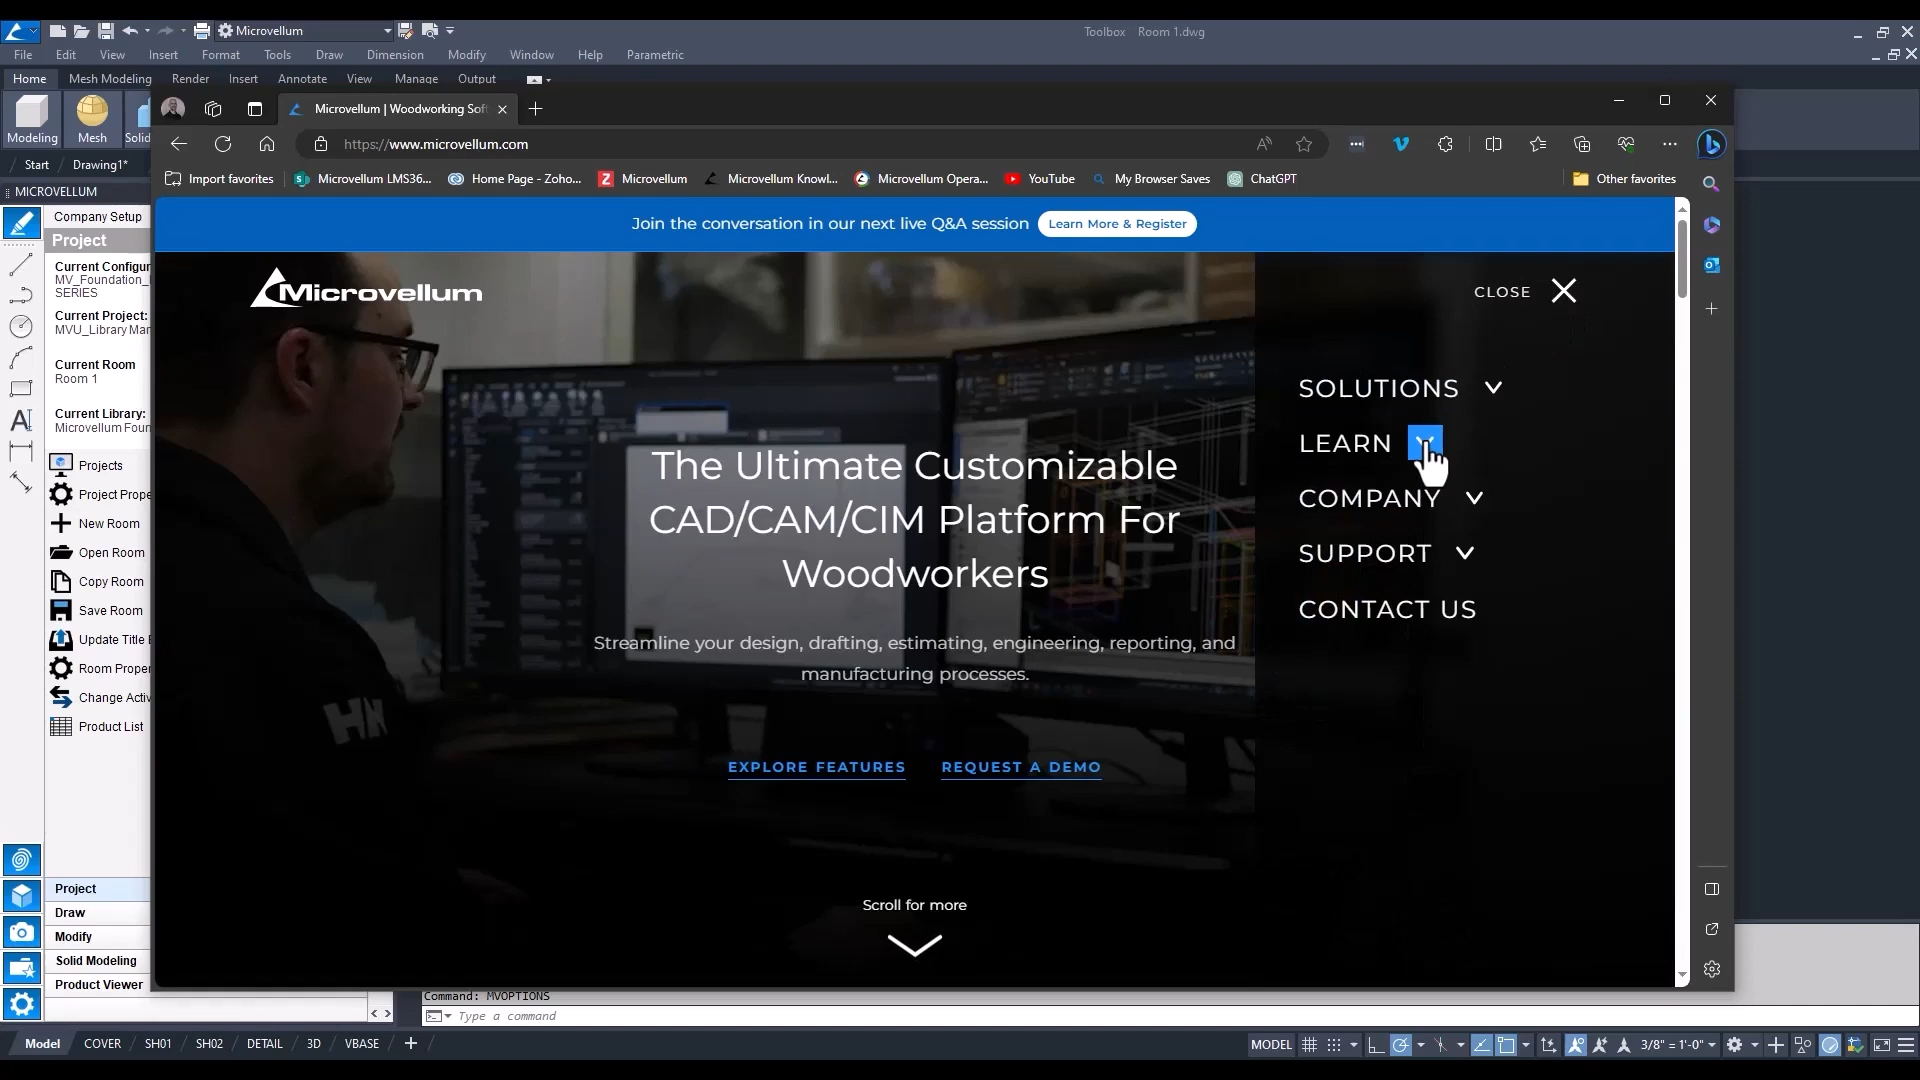 Microvellum
Toolbox Room 1.dwg
File Edit View Insert Format Tools Draw Dimension Modify Window Help Parametric
Home Mesh Modeling Render Insert Annotate View Manage Output
Modeling Mesh Solid
Microvellum | Woodworking Sof
https://www.microvellum.com
Import favorites Microvellum LMS36... Home Page - Zoho... Microvellum Microvellum Knowl... Microvellum Opera... YouTube My Browser Saves ChatGPT Other favorites
Start Drawing1*
MICROVELLUM
Company Setup
Project
Current Configur
MV_Foundation_
SERIES
Current Project:
MVU_Library Mar
Current Room
Room 1
Current Library:
Microvellum Foun
Projects
Project Prope
New Room
Open Room
Copy Room
Save Room
Update Title B
Room Proper
Change Activ
Product List
Project
Draw
Modify
Solid Modeling
Product Viewer
Join the conversation in our next live Q&A session Learn More & Register
Microvellum
CLOSE
SOLUTIONS
LEARN
COMPANY
SUPPORT
CONTACT US
The Ultimate Customizable
CAD/CAM/CIM Platform For
Woodworkers
Streamline your design, drafting, estimating, engineering, reporting, and
manufacturing processes.
EXPLORE FEATURES REQUEST A DEMO
Scroll for more
HH
Command: MVOPTIONS
Type a command
Model COVER SH01 SH02 DETAIL 3D VBASE
MODEL 3/8" = 1'-0"